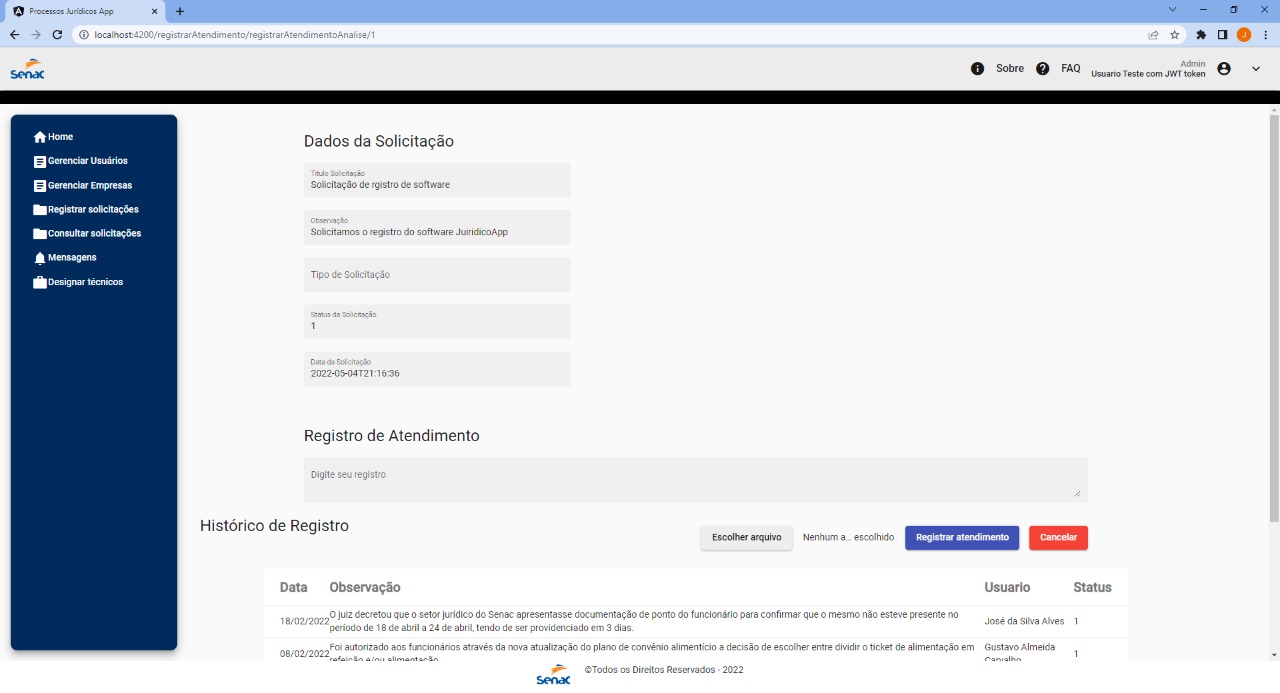 Processos Jurídicos App
localhost:4200/registrarAtendimento/registrarAtendimentoAnalise/1
J
Senac
Sobre
FAQ
Admin
Usuario Teste com JWT token
Home
Gerenciar Usuários
Gerenciar Empresas
Registrar solicitações
Consultar solicitações
Mensagens
Designar técnicos
Dados da Solicitação
Titulo Solicitação
Solicitação de rgistro de software
Observação
Solicitamos o registro do software JuiridicoApp
Tipo de Solicitação
Status da Solicitação
1
Data da Solicitação
2022-05-04T21:16:36
Registro de Atendimento
Digite seu registro
Histórico de Registro
Escolher arquivo Nenhum a... escolhido Registrar atendimento Cancelar
Data Observação Usuario Status
18/02/2022 O juiz decretou que o setor jurídico do Senac apresentasse documentação de ponto do funcionário para confirmar que o mesmo não esteve presente no
período de 18 de abril a 24 de abril, tendo de ser providenciado em 3 dias.
José da Silva Alves 1
08/02/2022 Foi autorizado aos funcionários através da nova atualização do plano de convênio alimentício a decisão de escolher entre dividir o ticket de alimentação em
refeição e/ou alimentação.
Gustavo Almeida
Carvalho
1
Senac
©Todos os Direitos Reservados - 2022